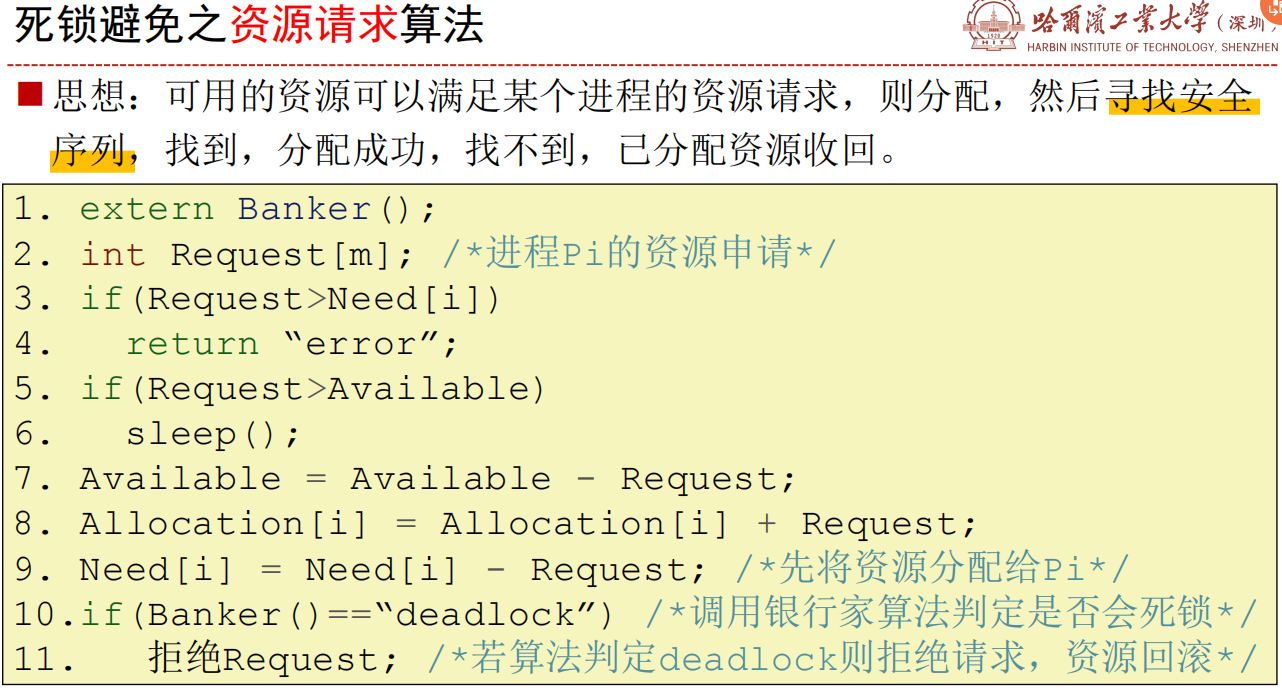 死锁避免之资源请求算法
哈爾濱工業大學(深圳)
HARBIN INSTITUTE OF TECHNOLOGY, SHENZHEN
思想：可用的资源可以满足某个进程的资源请求，则分配，然后寻找安全
序列，找到，分配成功，找不到，已分配资源收回。
1. extern Banker();
2. int Request[m]; /*进程Pi的资源申请*/
3. if(Request>Need[i])
4.   return “error”;
5. if(Request>Available)
6.   sleep();
7. Available = Available - Request;
8. Allocation[i] = Allocation[i] + Request;
9. Need[i] = Need[i] - Request; /*先将资源分配给Pi*/
10.if(Banker()==“deadlock”) /*调用银行家算法判定是否会死锁*/
11.   拒绝Request; /*若算法判定deadlock则拒绝请求，资源回滚*/